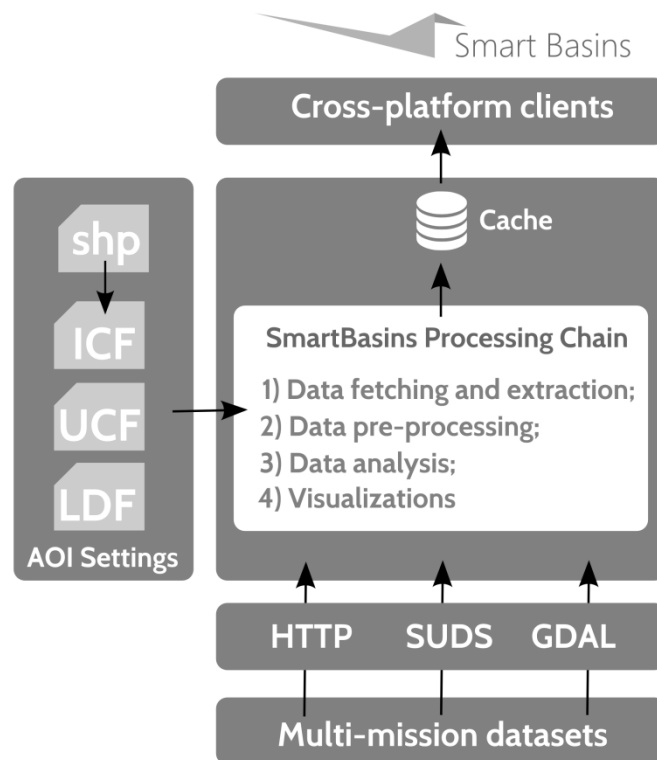 Smart Basins
Cross-platform clients
shp
ICF
UCF
LDF
AOI Settings
Cache
SmartBasins Processing Chain
1) Data fetching and extraction;
2) Data pre-processing;
3) Data analysis;
4) Visualizations
HTTP SUDS GDAL
Multi-mission datasets